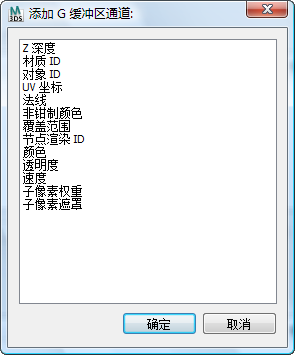 添加 G 缓冲区通道:
Z 深度
材质 ID
对象 ID
UV 坐标
法线
非钳制颜色
覆盖范围
节点渲染 ID
颜色
透明度
速度
子像素权重
子像素遮罩
确定
取消